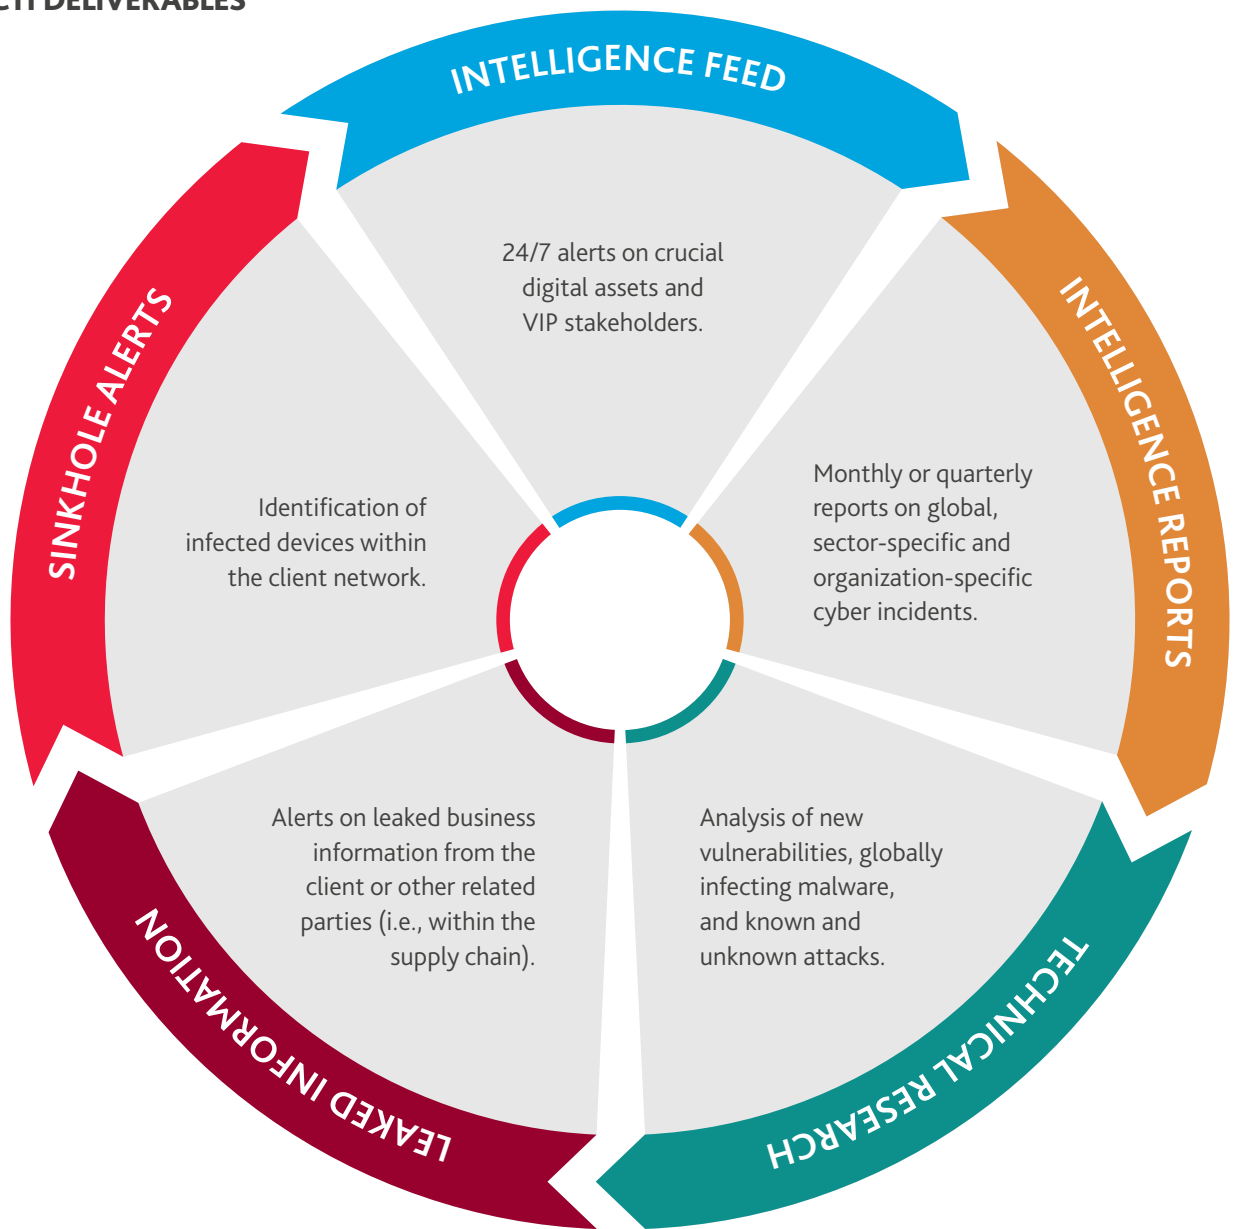 CTI DELIVERABLES
INTELLIGENCE FEED
24/7 alerts on crucial
digital assets and
VIP stakeholders.
INTELLIGENCE REPORTS
Monthly or quarterly
reports on global,
sector-specific and
organization-specific
cyber incidents.
TECHNICAL RESEARCH
Analysis of new
vulnerabilities, globally
infecting malware,
and known and
unknown attacks.
LEAKED INFORMATION
Alerts on leaked business
information from the
client or other related
parties (i.e., within the
supply chain).
SINKHOLE ALERTS
Identification of
infected devices within
the client network.